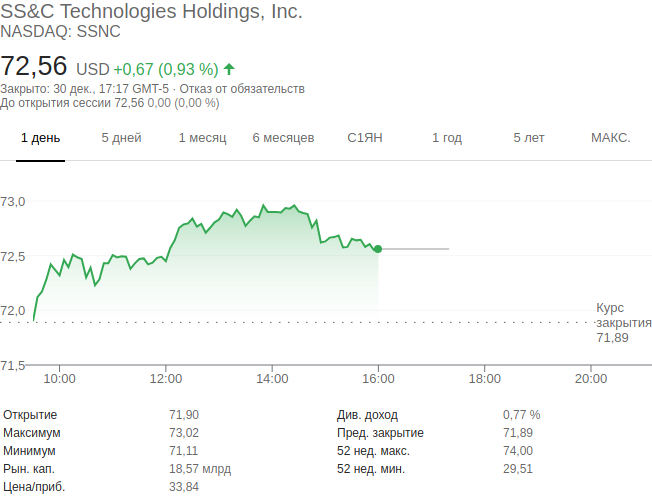 SS&C Technologies Holdings, Inc.
NASDAQ: SSNC
72,56 USD +0,67 (0,93 %)
Закрыто: 30 дек., 17:17 GMT-5 · Отказ от обязательств
До открытия сессии 72,56 0,00 (0,00 %)
1 день 5 дней 1 месяц 6 месяцев С1ЯН 1 год 5 лет МАКС.
73,0
72,5
72,0
Курс
закрытия
71,89
71,5
10:00 12:00 14:00 16:00 18:00 20:00
Открытие 71,90 Див. доход 0,77 %
Максимум 73,02 Пред. закрытие 71,89
Минимум 71,11 52 нед. макс. 74,00
Рын. кап. 18,57 млрд 52 нед. мин. 29,51
Цена/приб. 33,84